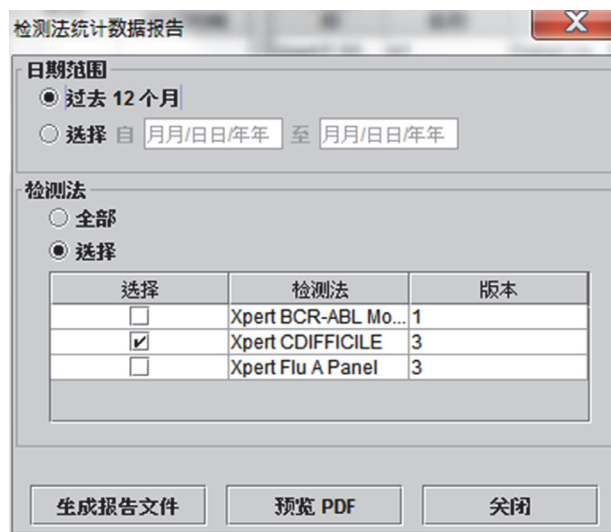 检测法统计数据报告
日期范围
过去 12 个月
选择 自 月月/日日/年年 至 月月/日日/年年
检测法
全部
选择
选择 检测法 版本
Xpert BCR-ABL Mo... 1
Xpert CDIFFICILE 3
Xpert Flu A Panel 3
生成报告文件 预览 PDF 关闭